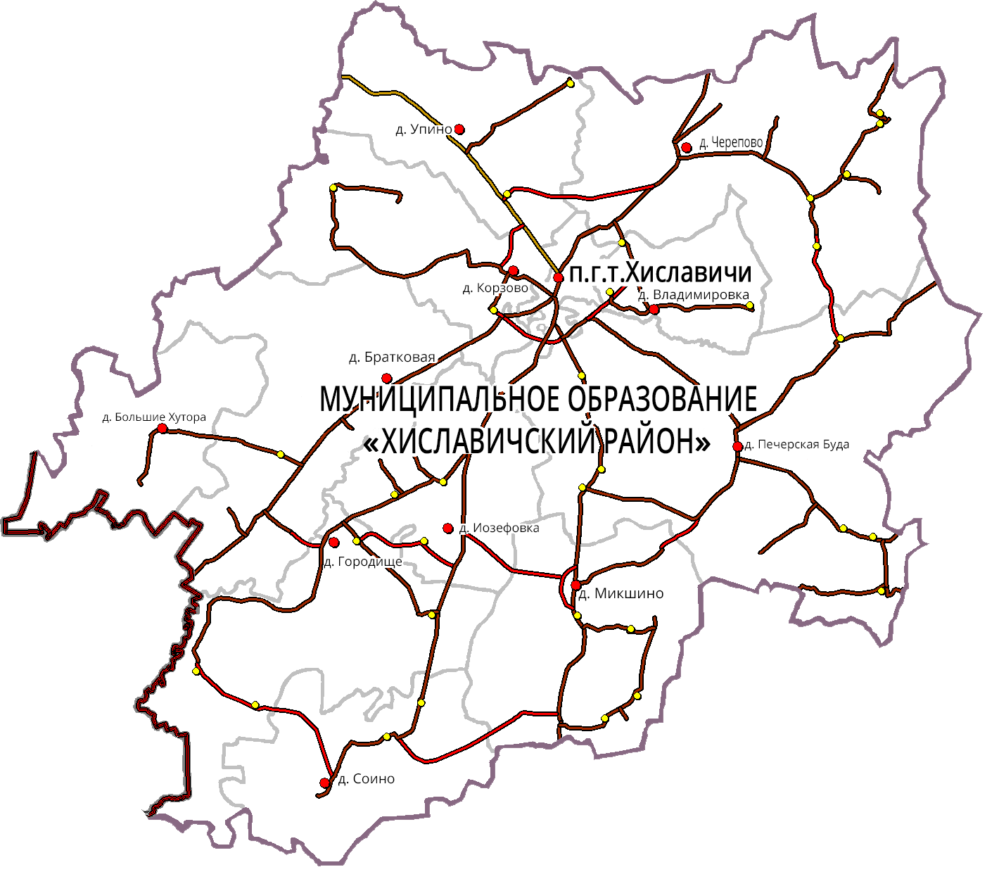 д. Упино
д. Черепово
п.г.т.Хиславичи
д. Корзово
д. Владимировка
д. Братковая
МУНИЦИПАЛЬНОЕ ОБРАЗОВАНИЕ
«ХИСЛАВИЧСКИЙ РАЙОН»
д. Большие Хутора
д. Печерская Буда
д. Иозефовка
д. Городище
д. Микшино
д. Соино